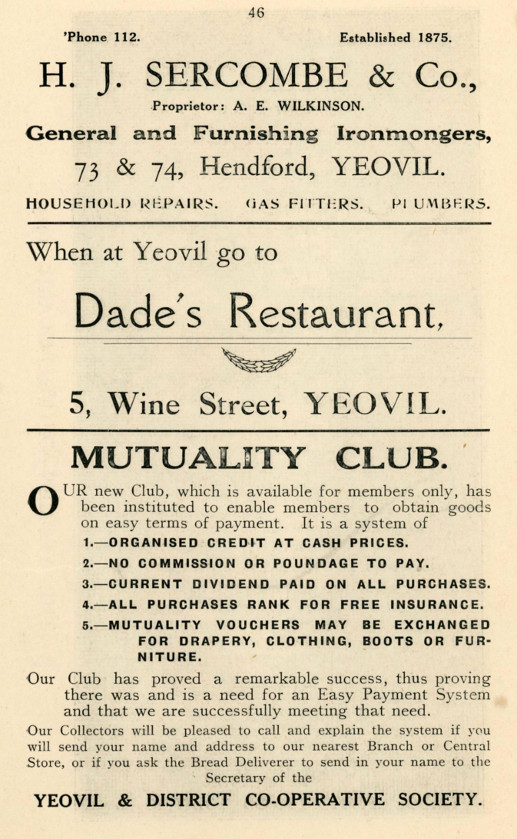 46
'Phone 112. Established 1875.
H. J. SERCOMBE & Co.,
Proprietor: A. E. WILKINSON.
General and Furnishing Ironmongers,
73 & 74, Hendford, YEOVIL.
HOUSEHOLD REPAIRS. GAS FITTERS. PLUMBERS.
When at Yeovil go to
Dade's Restaurant,
5, Wine Street, YEOVIL.
MUTUALITY CLUB.
OUR new Club, which is available for members only, has
been instituted to enable members to obtain goods
on easy terms of payment. It is a system of
1.—ORGANISED CREDIT AT CASH PRICES.
2.—NO COMMISSION OR POUNDAGE TO PAY.
3.—CURRENT DIVIDEND PAID ON ALL PURCHASES.
4.—ALL PURCHASES RANK FOR FREE INSURANCE.
5.—MUTUALITY VOUCHERS MAY BE EXCHANGED
FOR DRAPERY, CLOTHING, BOOTS OR FUR-
NITURE.
Our Club has proved a remarkable success, thus proving
there was and is a need for an Easy Payment System
and that we are successfully meeting that need.
Our Collectors will be pleased to call and explain the system if you
will send your name and address to our nearest Branch or Central
Store, or if you ask the Bread Deliverer to send in your name to the
Secretary of the
YEOVIL & DISTRICT CO-OPERATIVE SOCIETY.